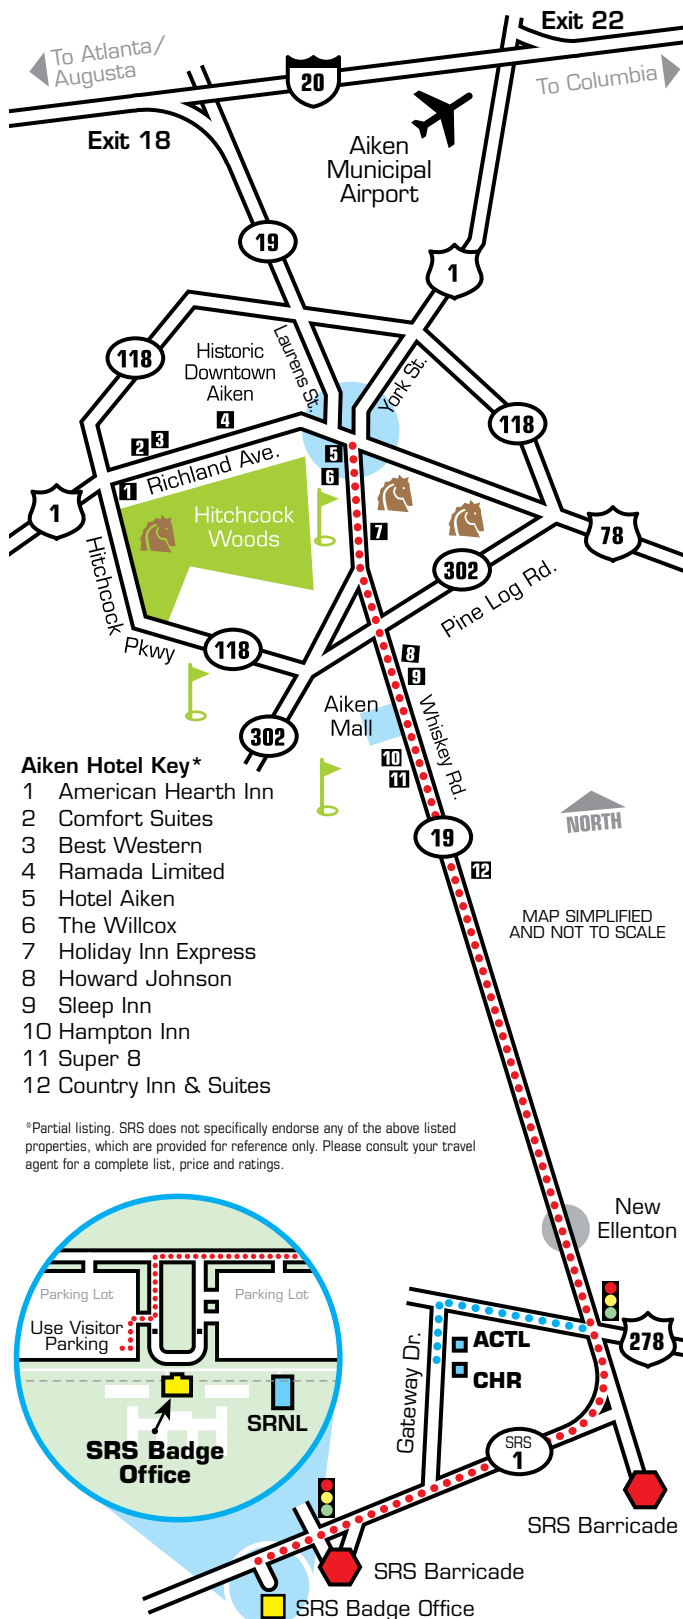 Exit 22
To Atlanta/
Augusta
20
To Columbia
Exit 18
Aiken
Municipal
Airport
19
1
118
Historic
Downtown
Aiken
Laurens St.
York St.
118
4
2
3
5
6
Richland Ave.
1
1
7
78
Hitchcock
Woods
302
Pine Log Rd.
Hitchcock Pkwy
118
8
9
302
Aiken
Mall
Whiskey Rd.
10
11
19
12
Aiken Hotel Key*
1 American Hearth Inn
2 Comfort Suites
3 Best Western
4 Ramada Limited
5 Hotel Aiken
6 The Willcox
7 Holiday Inn Express
8 Howard Johnson
9 Sleep Inn
10 Hampton Inn
11 Super 8
12 Country Inn & Suites
NORTH
MAP SIMPLIFIED
AND NOT TO SCALE
*Partial listing. SRS does not specifically endorse any of the above listed
properties, which are provided for reference only. Please consult your travel
agent for a complete list, price and ratings.
New
Ellenton
Parking Lot
Parking Lot
Use Visitor
Parking
SRNL
SRS Badge
Office
278
ACTL
CHR
Gateway Dr.
SRS
1
SRS Barricade
SRS Barricade
SRS Badge Office